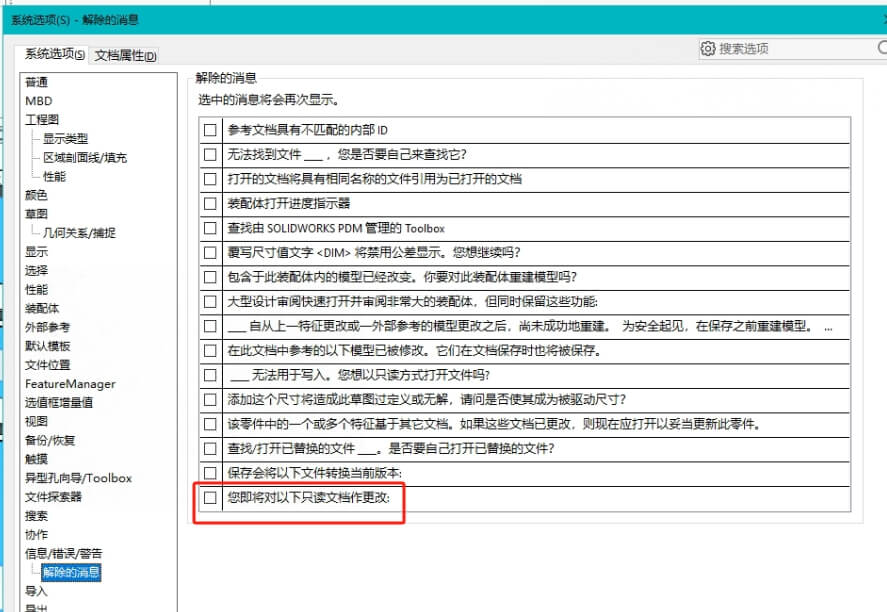 系统选项(S) - 解除的消息
系统选项(S) 文档属性(D)
搜索选项
普通
MBD
工程图
显示类型
区域剖面线/填充
性能
颜色
草图
几何关系/捕捉
显示
选择
性能
装配体
外部参考
默认模板
文件位置
FeatureManager
选值框增量值
视图
备份/恢复
触摸
异型孔向导/Toolbox
文件探索器
搜索
协作
信息/错误/警告
解除的消息
导入
导出
解除的消息
选中的消息将会再次显示。
参考文档具有不匹配的内部 ID
无法找到文件 ___ ，您是否要自己来查找它?
打开的文档将具有相同名称的文件引用为已打开的文档
装配体打开进度指示器
查找由 SOLIDWORKS PDM 管理的 Toolbox
覆写尺寸值文字 <DIM> 将禁用公差显示。您想继续吗?
包含于此装配体内的模型已经改变。你要对此装配体重建模型吗?
大型设计审阅快速打开并审阅非常大的装配体，但同时保留这些功能:
___ 自从上一特征更改或一外部参考的模型更改之后，尚未成功地重建。 为安全起见，在保存之前重建模型。 ...
在此文档中参考的以下模型已被修改。它们在文档保存时也将被保存。
___ 无法用于写入。您想以只读方式打开文件吗?
添加这个尺寸将造成此草图过定义或无解，请问是否使其成为被驱动尺寸?
该零件中的一个或多个特征基于其它文档。如果这些文档已更改，则现在应打开以妥当更新此零件。
查找/打开已替换的文件 ___。是否要自己打开已替换的文件?
保存会将以下文件转换当前版本:
您即将对以下只读文档作更改: